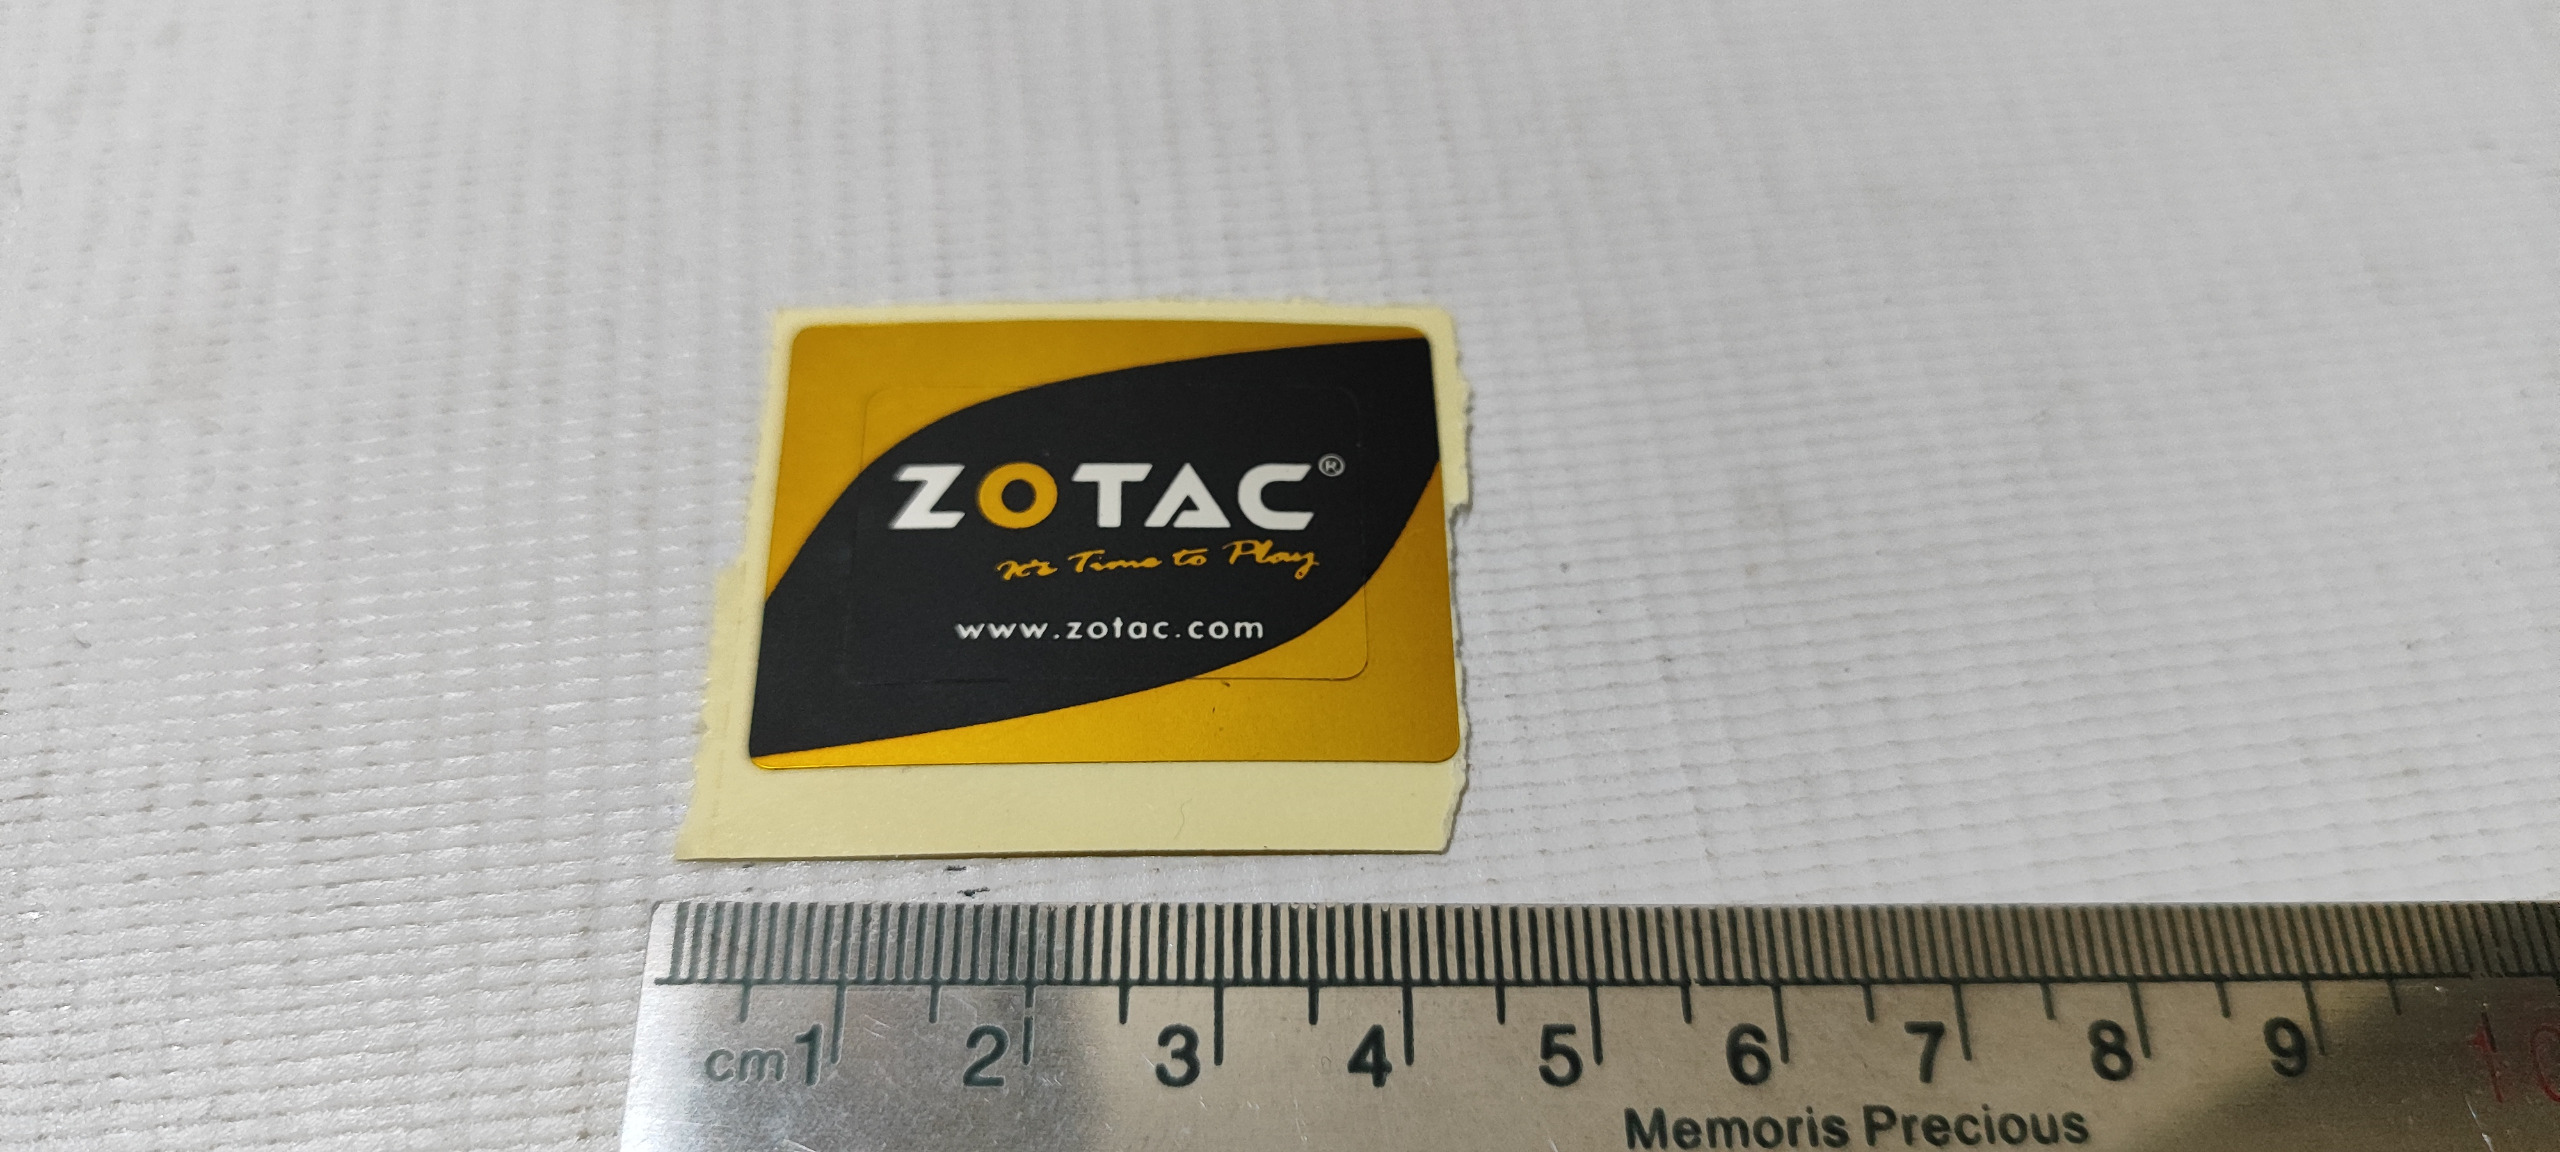 ZOTAC®
It's Time to Play
www.zotac.com
cm 1 2 3 4 5 6 7 8 9 10
Memoris Precious